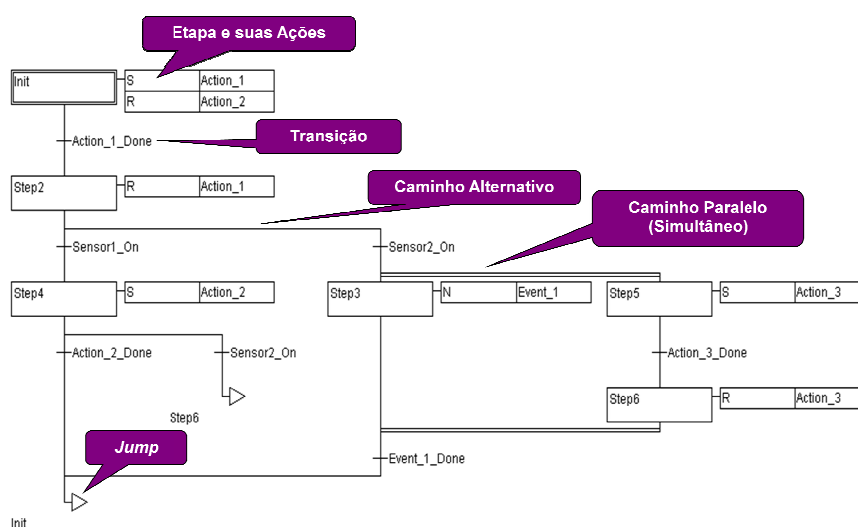 Etapa e suas Ações
Init
S Action_1
R Action_2
Action_1_Done
Transição
Step2
R Action_1
Caminho Alternativo
Caminho Paralelo
(Simultâneo)
Sensor1_On
Sensor2_On
Step4
S Action_2
Step3
N Event_1
Step5
S Action_3
Action_2_Done
Sensor2_On
Action_3_Done
Step6
Step6
R Action_3
Jump
Event_1_Done
Init